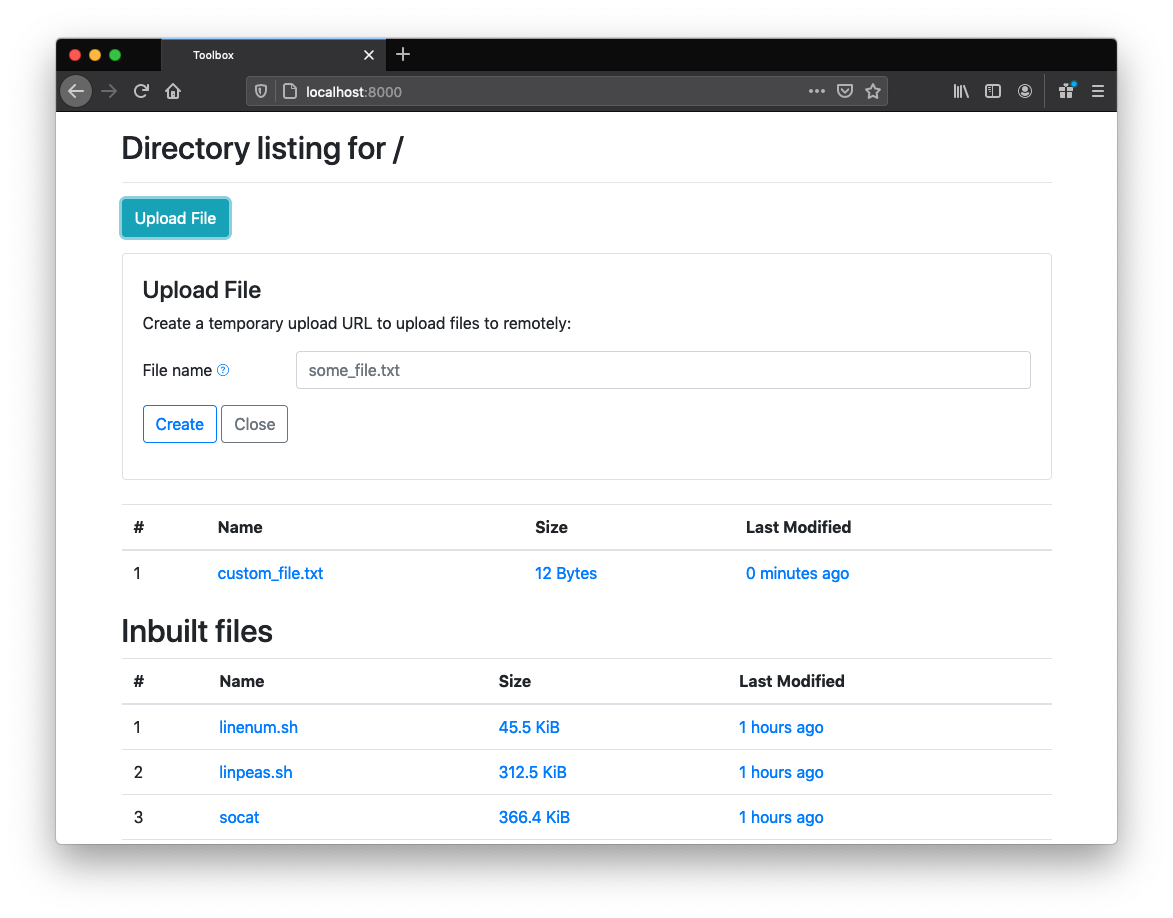 Toolbox
localhost:8000
Directory listing for /
Upload File
Upload File
Create a temporary upload URL to upload files to remotely:
File name ?
some_file.txt
Create Close
# Name Size Last Modified
1 custom_file.txt 12 Bytes 0 minutes ago
Inbuilt files
# Name Size Last Modified
1 linenum.sh 45.5 KiB 1 hours ago
2 linpeas.sh 312.5 KiB 1 hours ago
3 socat 366.4 KiB 1 hours ago